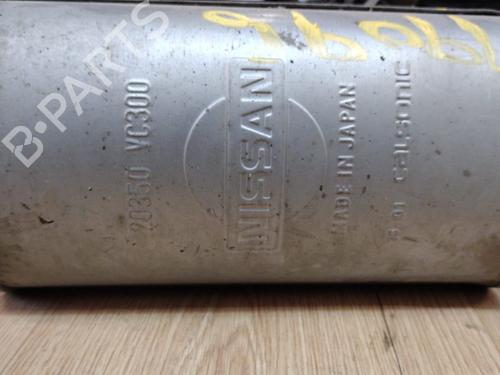 20350 VC300
NISSAN
MADE IN JAPAN
calsonic
B-PARTS